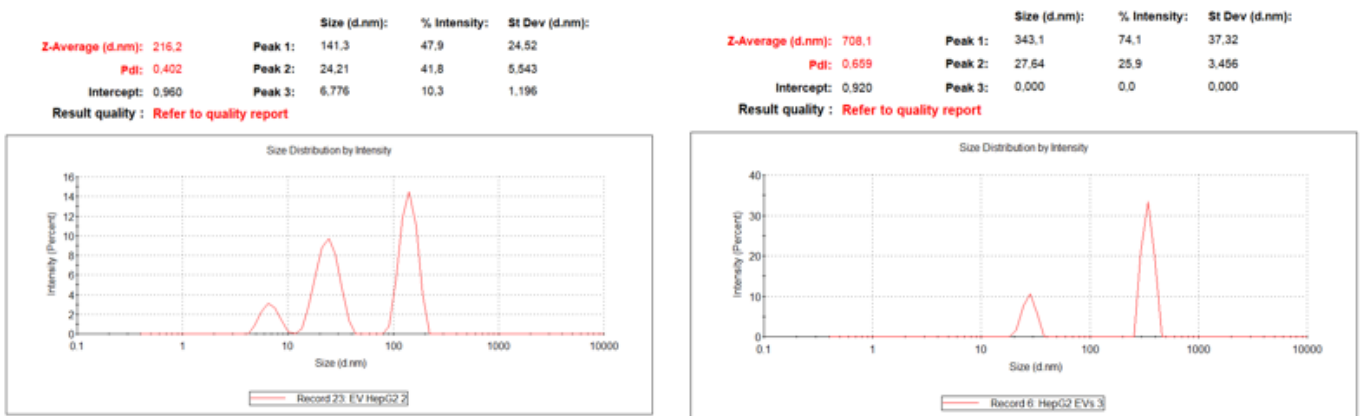 Size (d.nm): % Intensity: St Dev (d.nm):
Z-Average (d.nm): 216,2 Peak 1: 141,3 47,9 24,52
PdI: 0,402 Peak 2: 24,21 41,8 5,543
Intercept: 0,960 Peak 3: 6,776 10,3 1,196
Result quality : Refer to quality report
Size Distribution by Intensity
Intensity (Percent)
16
14
12
10
8
6
4
2
0
0.1 1 10 100 1000 10000
Size (d.nm)
Record 23: EV HepG2 2
Size (d.nm): % Intensity: St Dev (d.nm):
Z-Average (d.nm): 708,1 Peak 1: 343,1 74,1 37,32
PdI: 0,659 Peak 2: 27,64 25,9 3,456
Intercept: 0,920 Peak 3: 0,000 0,0 0,000
Result quality : Refer to quality report
Size Distribution by Intensity
Intensity (Percent)
40
30
20
10
0
0.1 1 10 100 1000 10000
Size (d.nm)
Record 6: HepG2 EVs 3